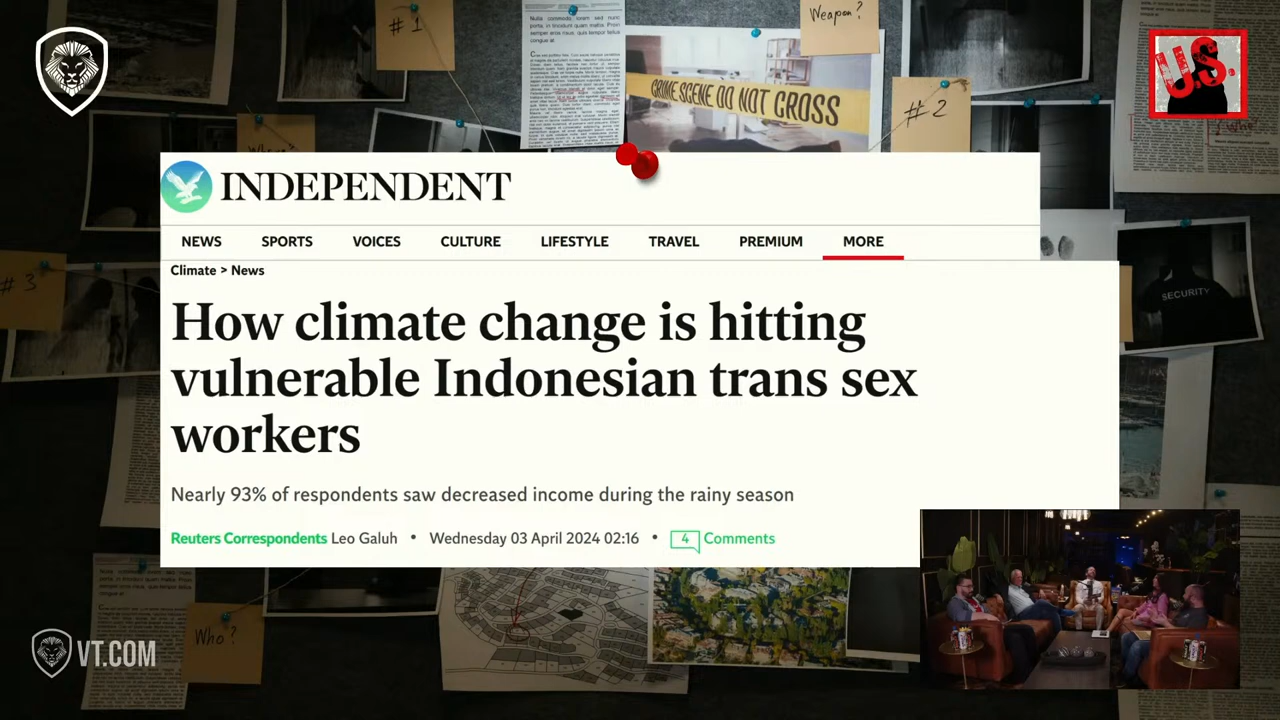 # 1
Weapon?
CRIME SCENE DO NOT CROSS
# 2
U.S.
INDEPENDENT
NEWS SPORTS VOICES CULTURE LIFESTYLE TRAVEL PREMIUM MORE
Climate > News
# 3
SECURITY
How climate change is hitting
vulnerable Indonesian trans sex
workers
Nearly 93% of respondents saw decreased income during the rainy season
Reuters Correspondents Leo Galuh • Wednesday 03 April 2024 02:16 • 4 Comments
Who?
VT.COM